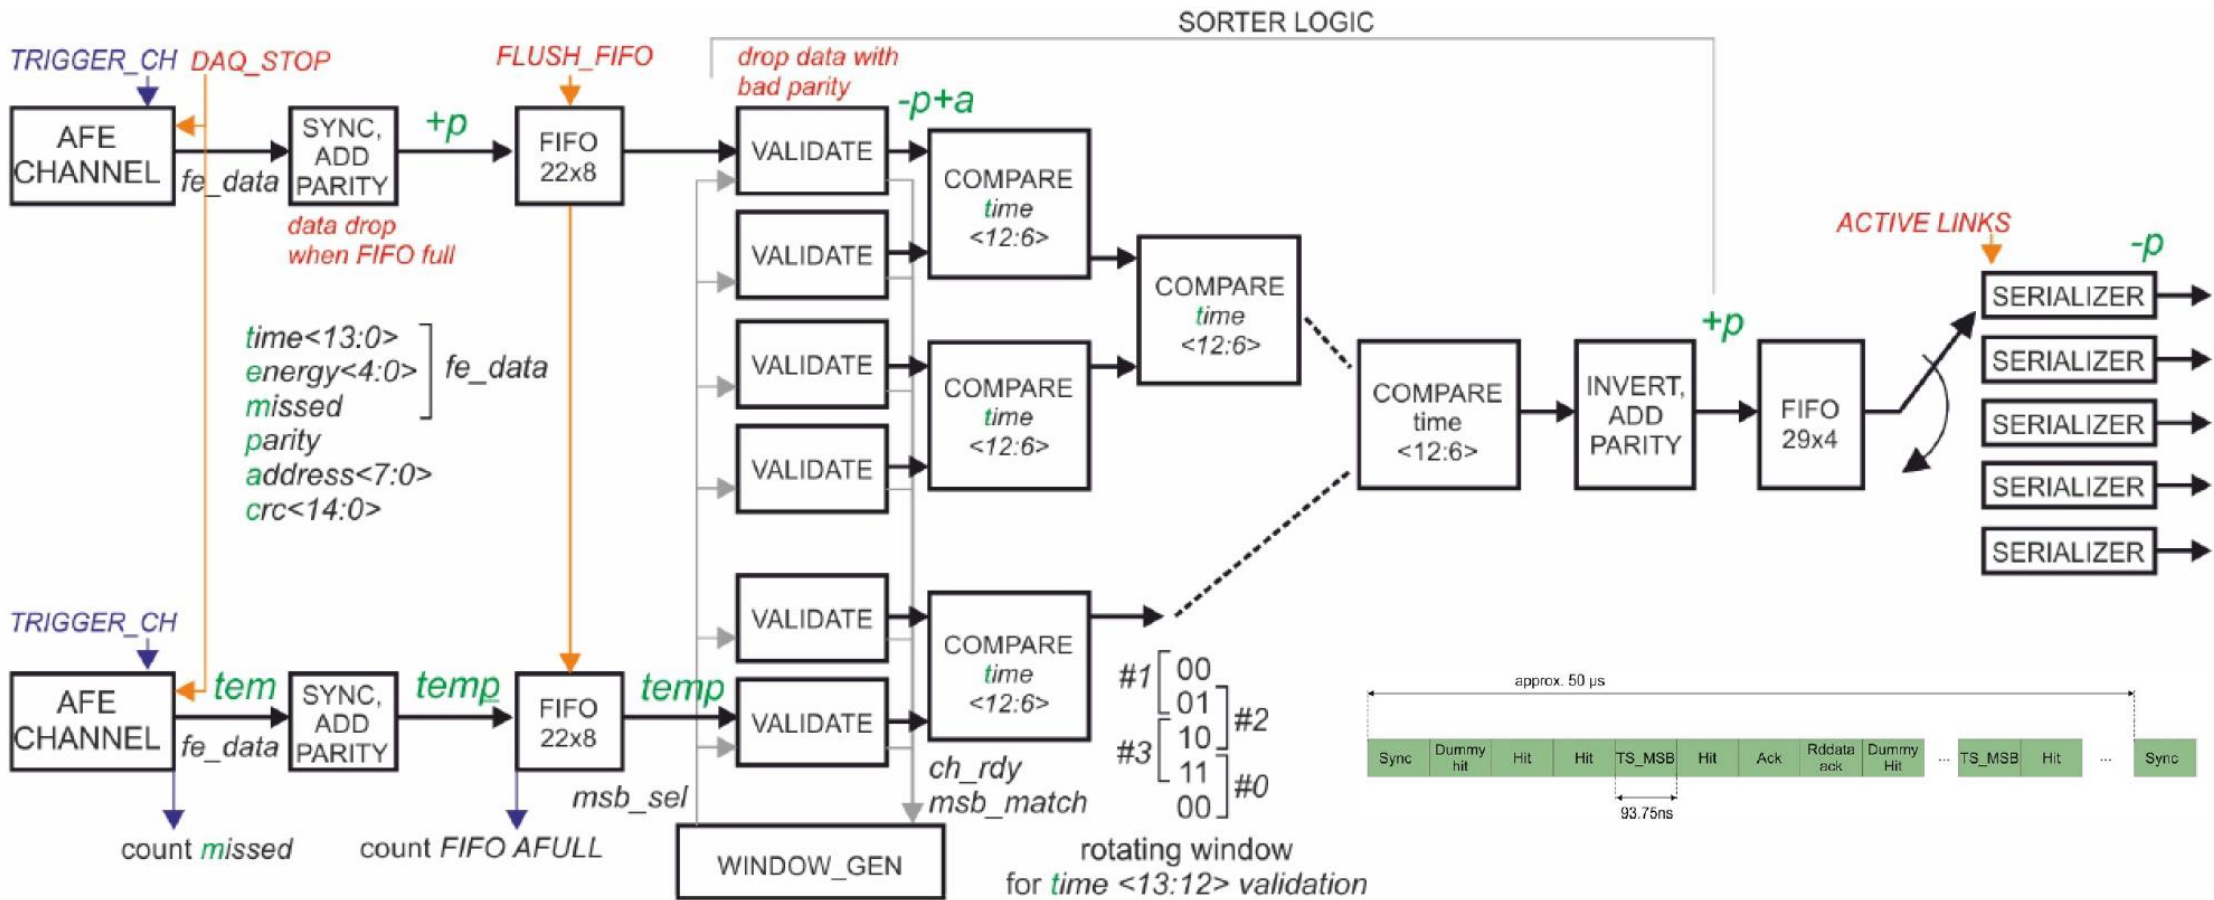 SORTER LOGIC
TRIGGER_CH
DAQ_STOP
FLUSH_FIFO
drop data with
bad parity
AFE
CHANNEL
fe_data
SYNC,
ADD
PARITY
+p
FIFO
22x8
VALIDATE
-p+a
COMPARE
time
<12:6>
data drop
when FIFO full
VALIDATE
COMPARE
time
<12:6>
ACTIVE LINKS
-p
SERIALIZER
time<13:0>
energy<4:0>
missed
fe_data
parity
address<7:0>
crc<14:0>
VALIDATE
COMPARE
time
<12:6>
VALIDATE
COMPARE
time
<12:6>
INVERT,
ADD
PARITY
+p
FIFO
29x4
SERIALIZER
SERIALIZER
SERIALIZER
SERIALIZER
TRIGGER_CH
AFE
CHANNEL
tem
fe_data
SYNC,
ADD
PARITY
temp
FIFO
22x8
temp
VALIDATE
VALIDATE
COMPARE
time
<12:6>
#1
00
01
#2
#3
10
11
#0
00
count missed
count FIFO AFULL
msb_sel
ch_rdy
msb_match
WINDOW_GEN
rotating window
for time <13:12> validation
approx. 50 µs
Sync
Dummy
hit
Hit
Hit
TS_MSB
Hit
Ack
Rddata
ack
Dummy
Hit
...
TS_MSB
Hit
...
Sync
93.75ns